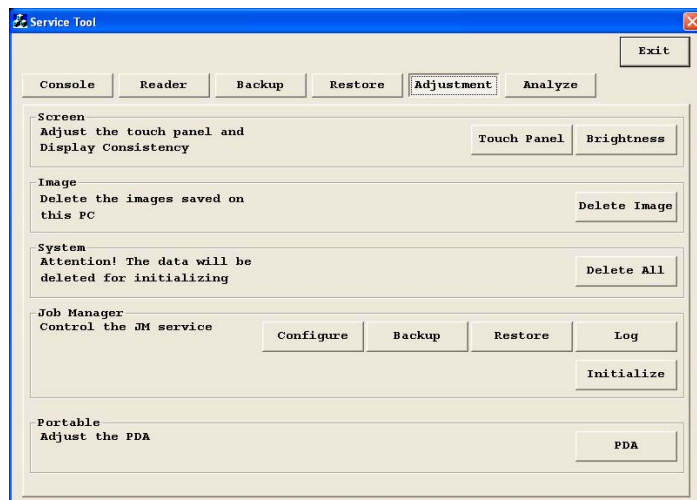 Service Tool
Exit
Console Reader Backup Restore Adjustment Analyze
Screen
Adjust the touch panel and
Display Consistency
Touch Panel Brightness
Image
Delete the images saved on
this PC
Delete Image
System
Attention! The data will be
deleted for initializing
Delete All
Job Manager
Control the JM service
Configure Backup Restore Log
Initialize
Portable
Adjust the PDA
PDA